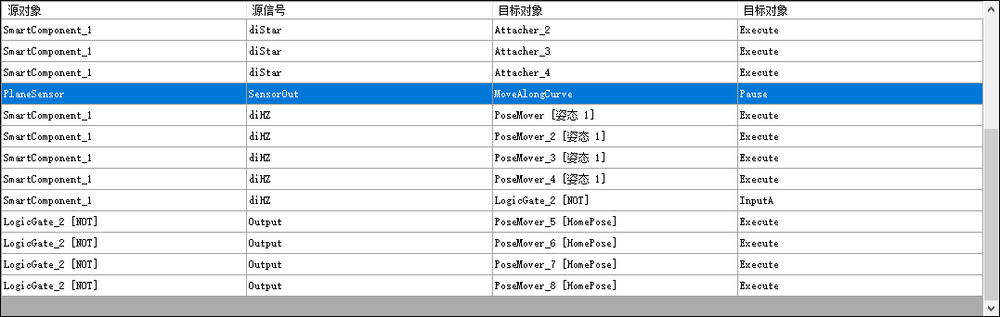 源对象 源信号 目标对象 目标对象
SmartComponent_1 diStar Attacher_2 Execute
SmartComponent_1 diStar Attacher_3 Execute
SmartComponent_1 diStar Attacher_4 Execute
PlaneSensor SensorOut MoveAlongCurve Pause
SmartComponent_1 diHZ PoseMover [姿态 1] Execute
SmartComponent_1 diHZ PoseMover_2 [姿态 1] Execute
SmartComponent_1 diHZ PoseMover_3 [姿态 1] Execute
SmartComponent_1 diHZ PoseMover_4 [姿态 1] Execute
SmartComponent_1 diHZ LogicGate_2 [NOT] InputA
LogicGate_2 [NOT] Output PoseMover_5 [HomePose] Execute
LogicGate_2 [NOT] Output PoseMover_6 [HomePose] Execute
LogicGate_2 [NOT] Output PoseMover_7 [HomePose] Execute
LogicGate_2 [NOT] Output PoseMover_8 [HomePose] Execute